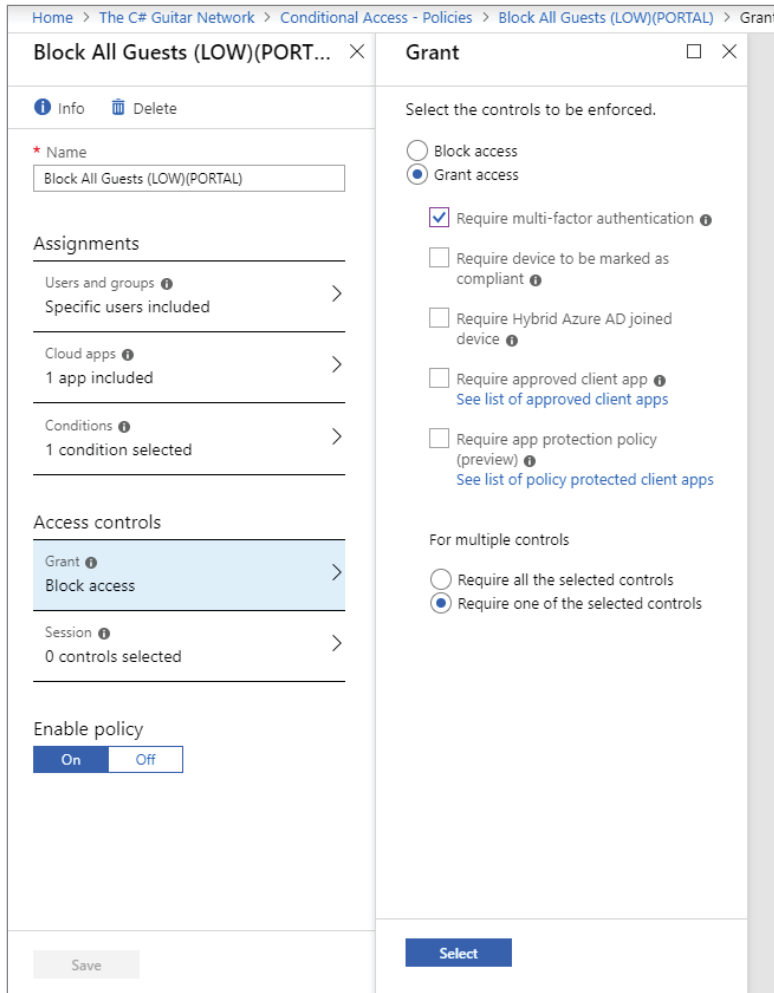 Home > The C# Guitar Network > Conditional Access - Policies > Block All Guests (LOW)(PORTAL) > Grant
Block All Guests (LOW)(PORT...
Info Delete
* Name
Block All Guests (LOW)(PORTAL)
Assignments
Users and groups
Specific users included
Cloud apps
1 app included
Conditions
1 condition selected
Access controls
Grant
Block access
Session
0 controls selected
Enable policy
On Off
Save
Grant
Select the controls to be enforced.
Block access
Grant access
Require multi-factor authentication
Require device to be marked as
compliant
Require Hybrid Azure AD joined
device
Require approved client app
See list of approved client apps
Require app protection policy
(preview)
See list of policy protected client apps
For multiple controls
Require all the selected controls
Require one of the selected controls
Select